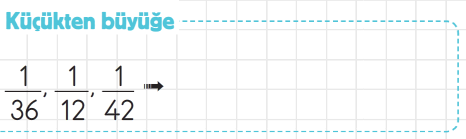 Küçükten büyüğe
1/36, 1/12, 1/42 ➟